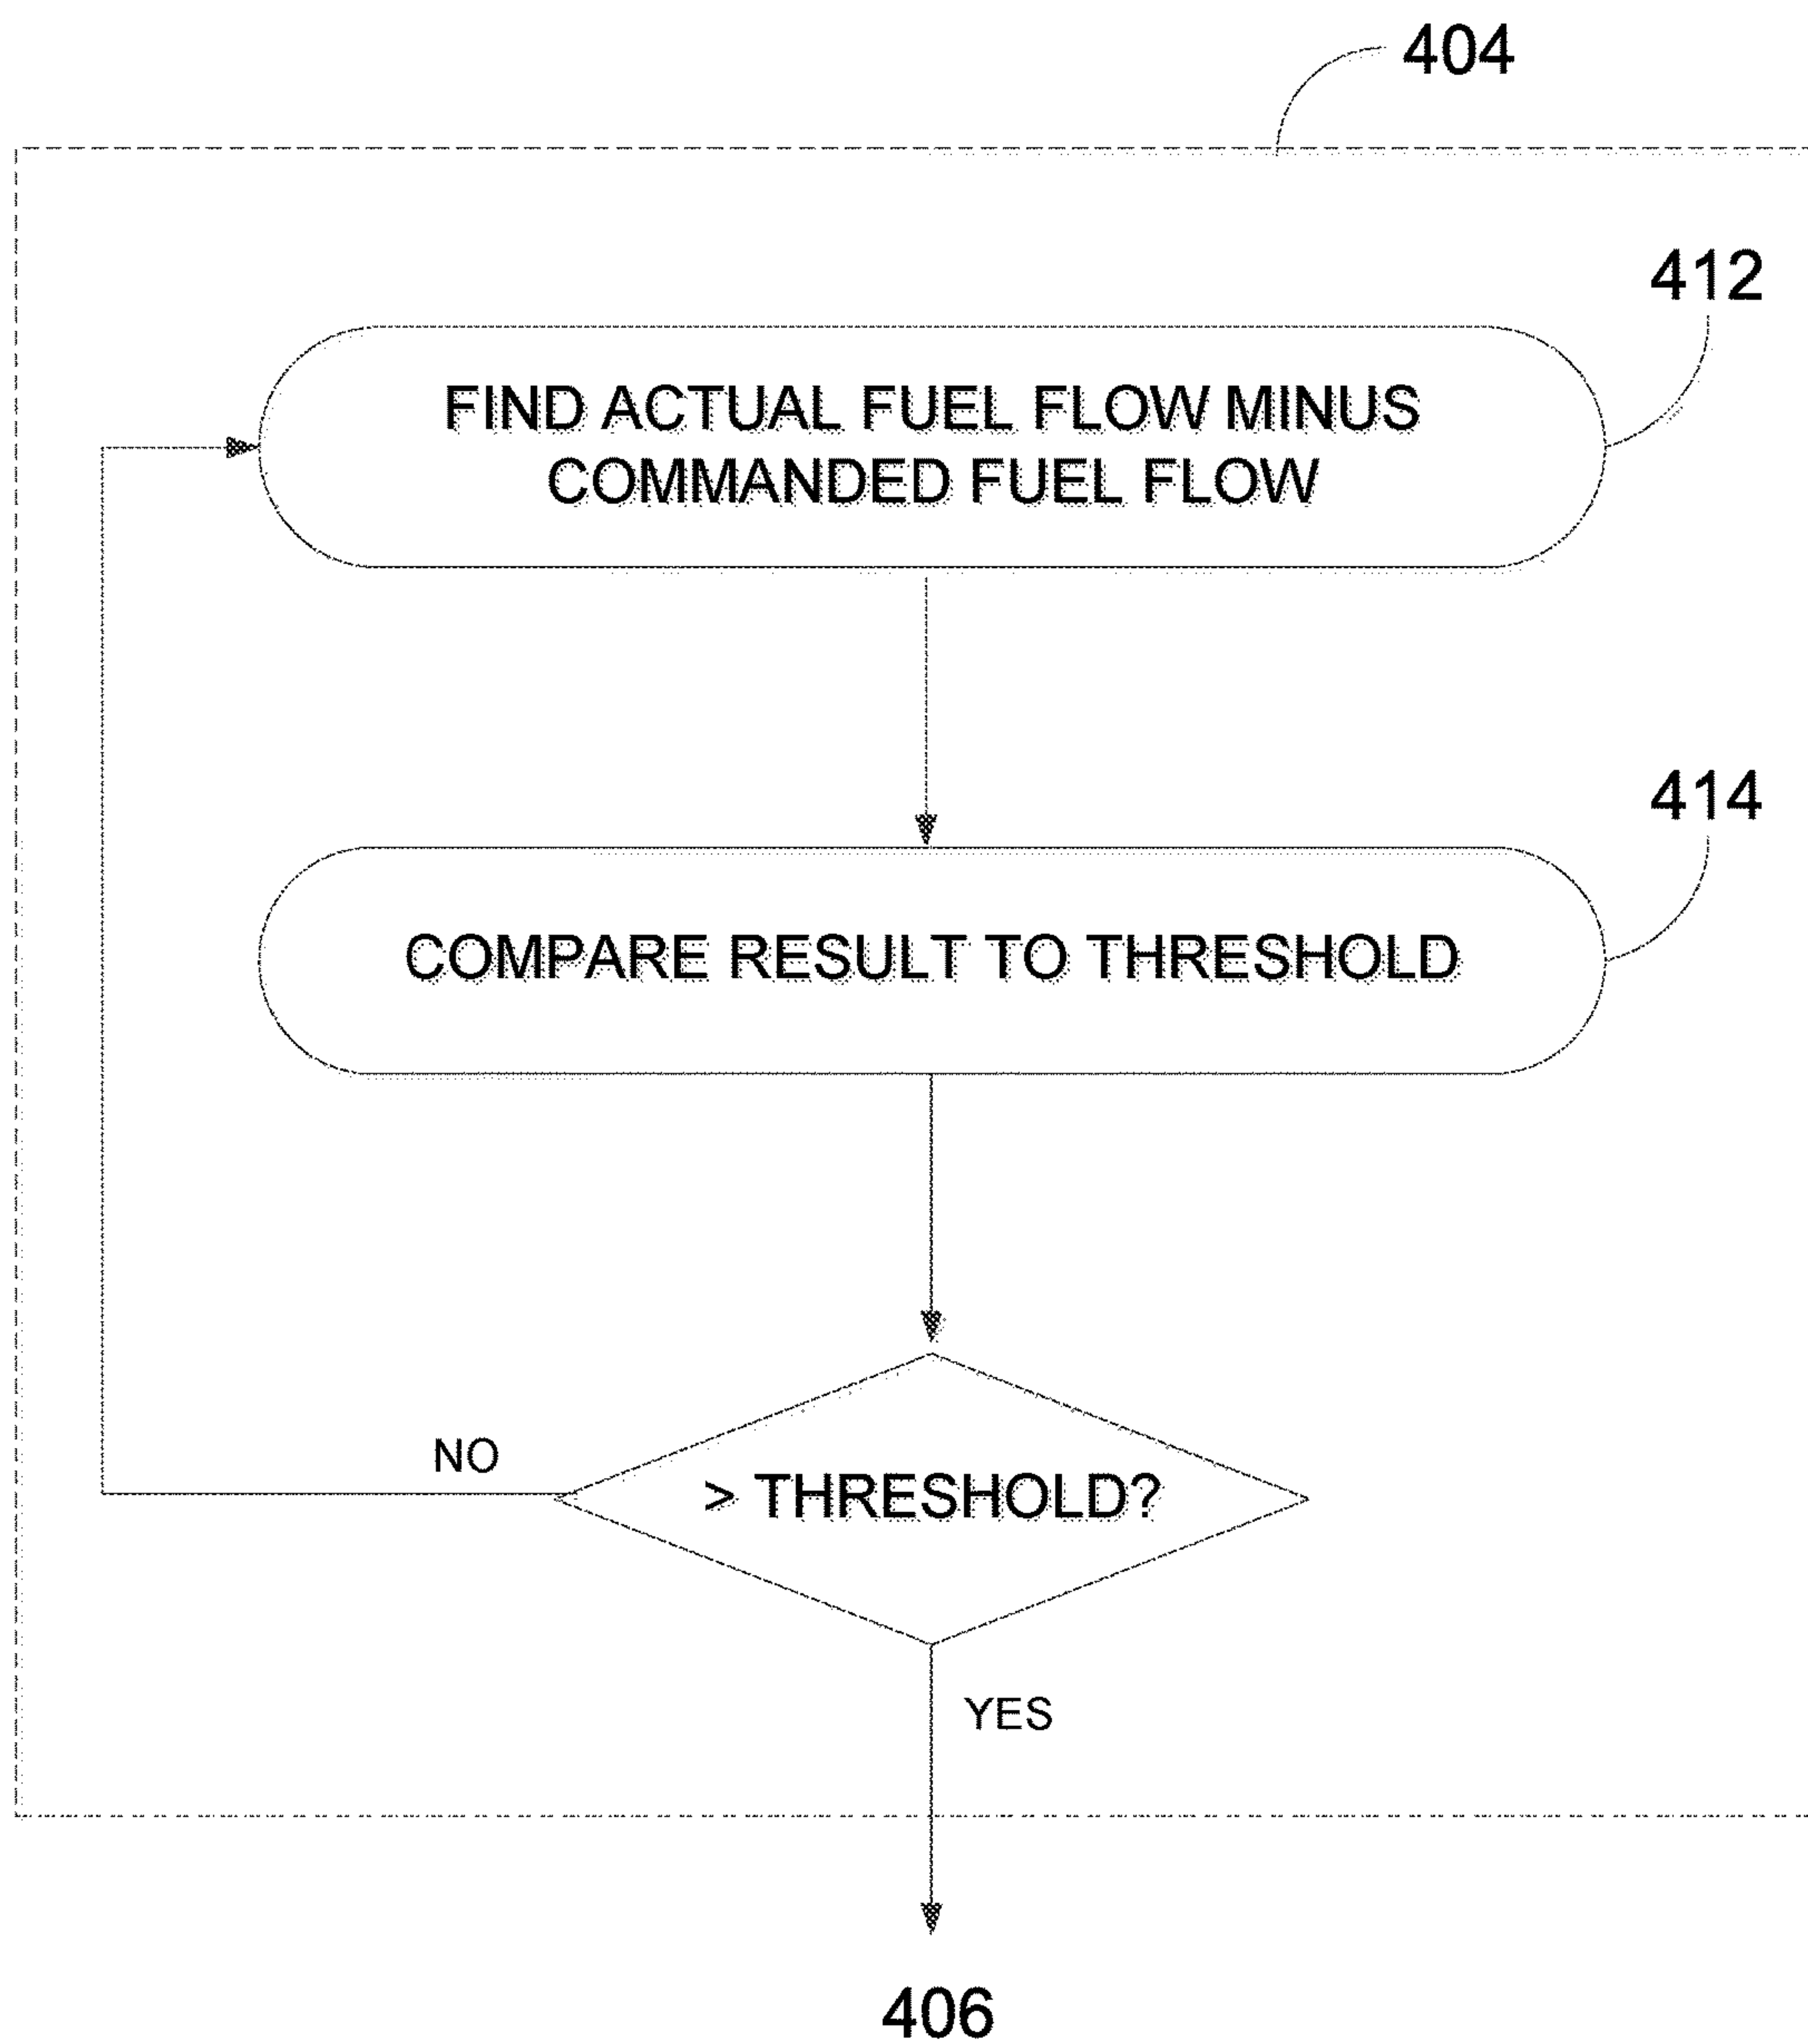 404
412
FIND ACTUAL FUEL FLOW MINUS
COMMANDED FUEL FLOW
414
COMPARE RESULT TO THRESHOLD
NO
> THRESHOLD?
YES
406